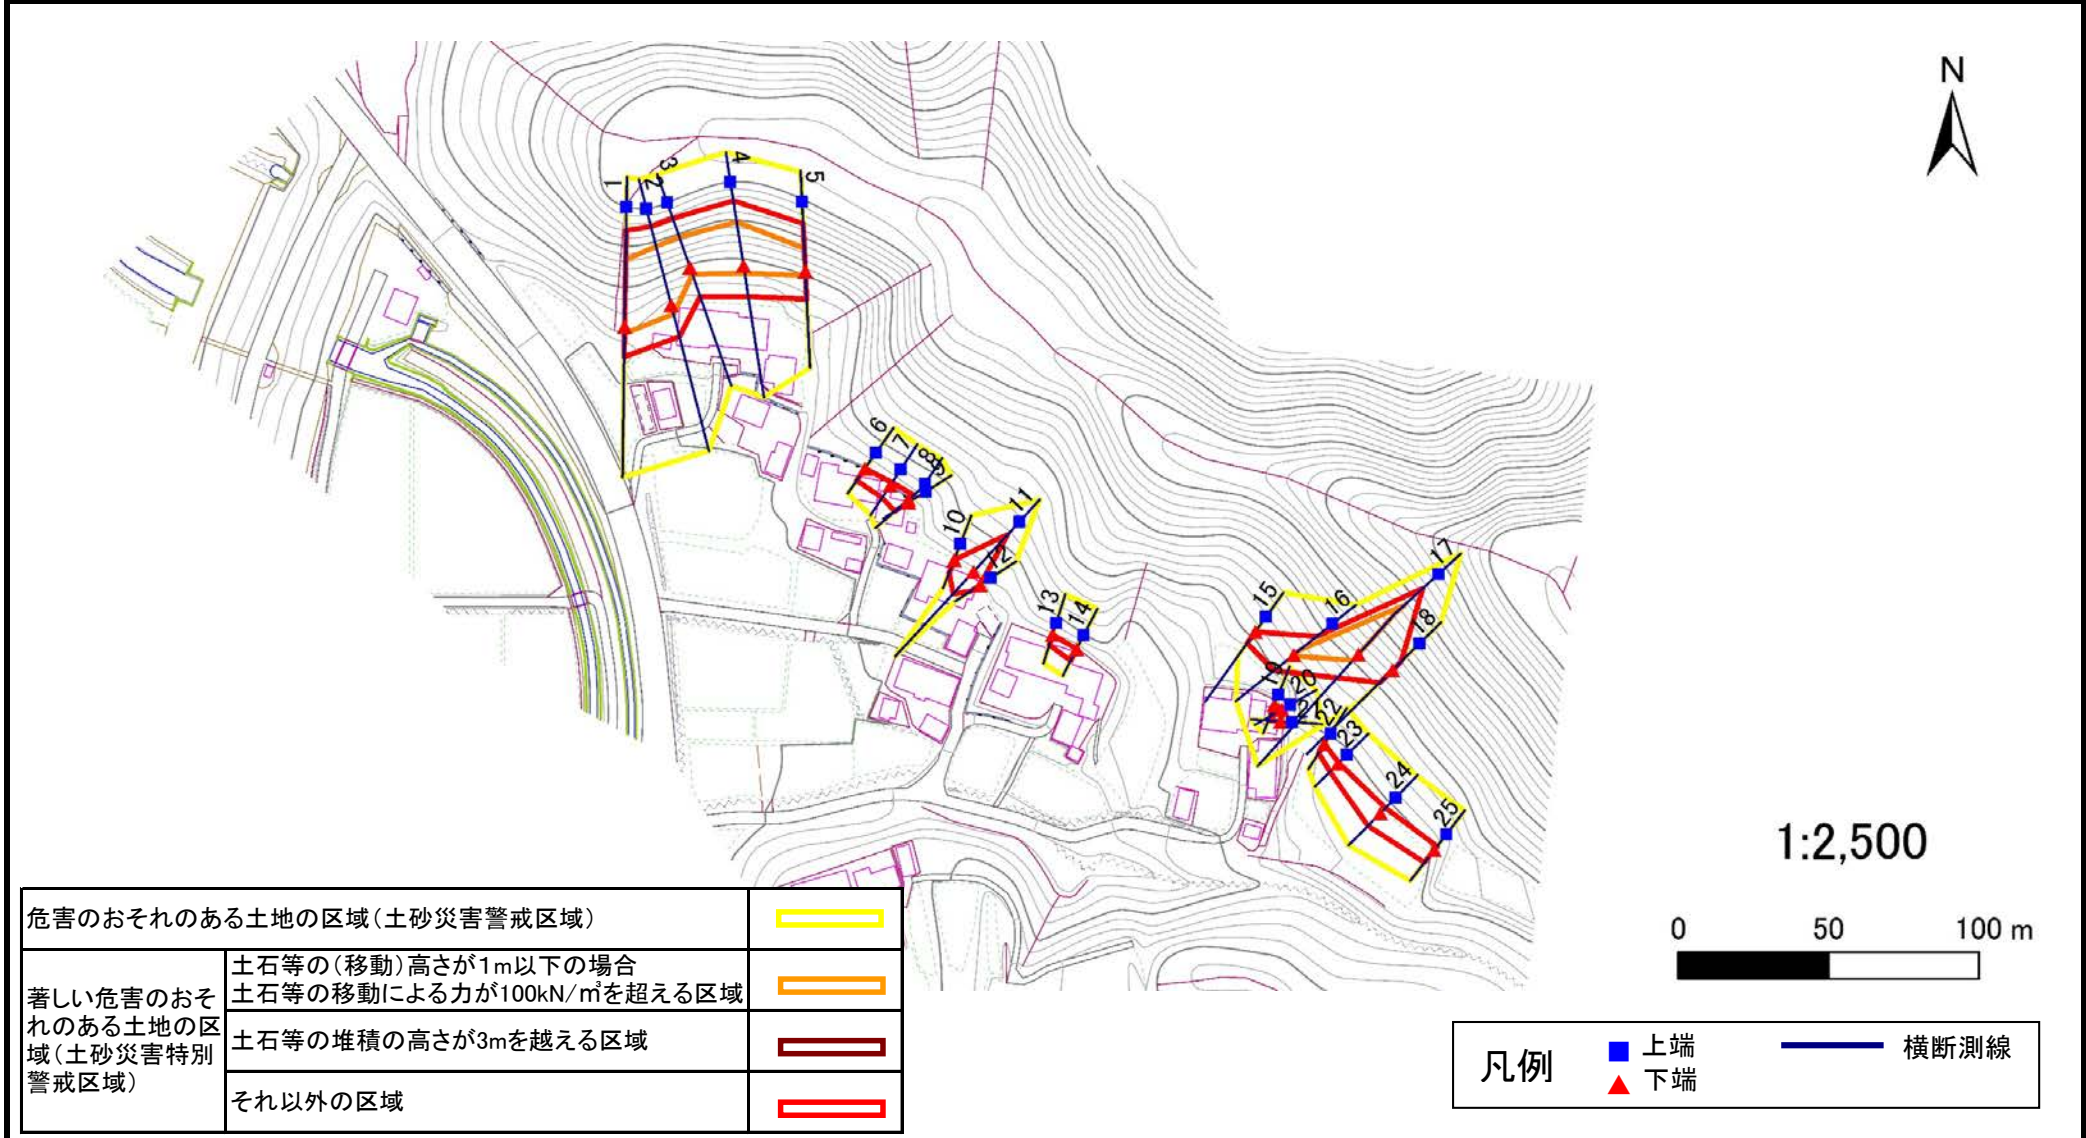 N
1
2
3
4
5
6
7
8
9
10
11
12
13
14
15
16
17
18
19
20
21
22
23
24
25
1:2,500
0 50 100 m
危害のおそれのある土地の区域(土砂災害警戒区域)
著しい危害のおそ
れのある土地の区
域(土砂災害特別
警戒区域)
土石等の(移動)高さが1m以下の場合
土石等の移動による力が100kN/㎡を超える区域
土石等の堆積の高さが3mを越える区域
それ以外の区域
凡例
上端
下端
横断測線